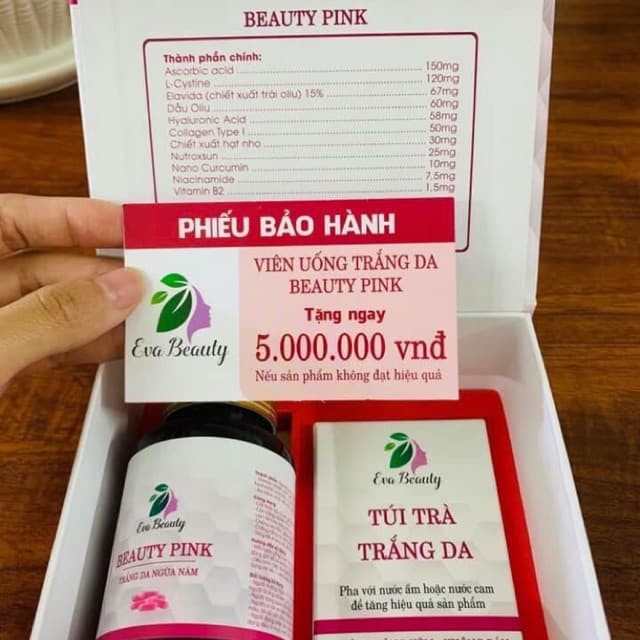 BEAUTY PINK
Thành phần chính:
Ascorbic acid 150mg
L-Cystine 120mg
Elavida (chiết xuất trái oliu) 15% 67mg
Dầu Oliu 60mg
Hyaluronic Acid 58mg
Collagen Type I 50mg
Chiết xuất hạt nho 30mg
Nutroxsun 25mg
Nano Curcumin 10mg
Niacinamide 7,5mg
Vitamin B2 1,5mg
PHIẾU BẢO HÀNH
Eva Beauty
VIÊN UỐNG TRẮNG DA
BEAUTY PINK
Tặng ngay
5.000.000 vnđ
Nếu sản phẩm không đạt hiệu quả
Eva Beauty
BEAUTY PINK
TRẮNG DA NGỪA NÁM
Eva Beauty
TÚI TRÀ
TRẮNG DA
Pha với nước ấm hoặc nước cam
để tăng hiệu quả sản phẩm